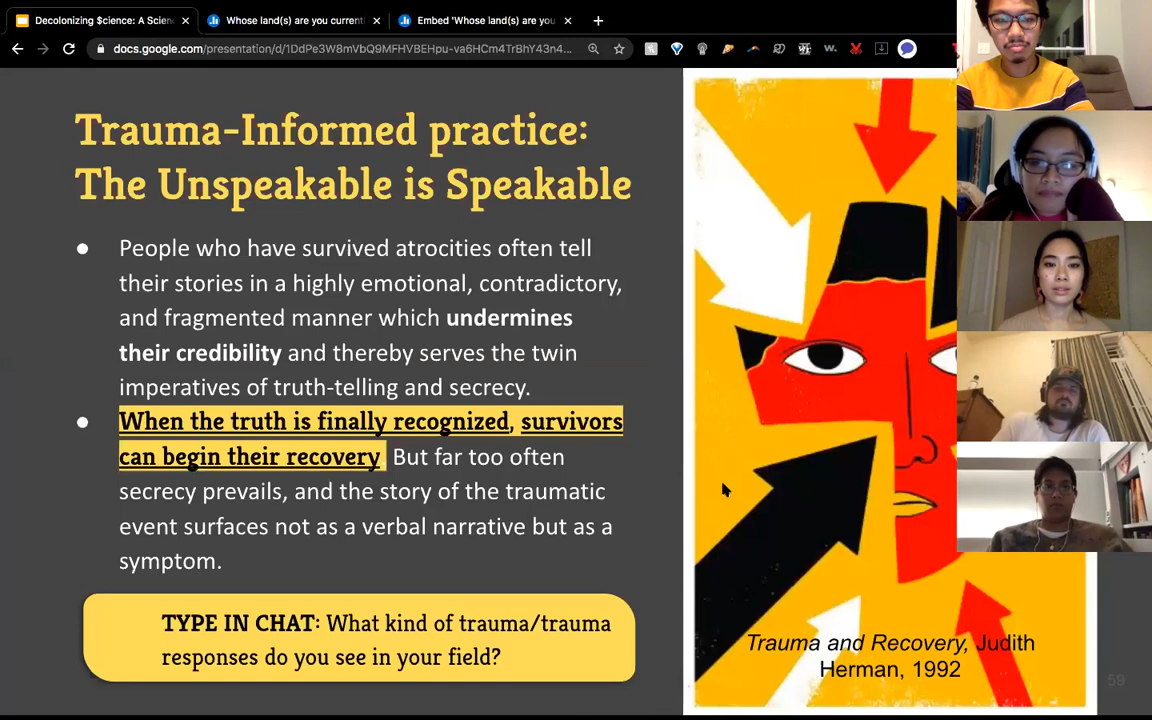 Decolonizing $cience: A Scien
Whose land(s) are you current
Embed 'Whose land(s) are you
docs.google.com/presentation/d/1DdPe3W8mVbQ9MFHVBEHpu-va6HCm4TrBhY43n4...
Trauma-Informed practice:
The Unspeakable is Speakable
● People who have survived atrocities often tell
their stories in a highly emotional, contradictory,
and fragmented manner which undermines
their credibility and thereby serves the twin
imperatives of truth-telling and secrecy.
● When the truth is finally recognized, survivors
can begin their recovery But far too often
secrecy prevails, and the story of the traumatic
event surfaces not as a verbal narrative but as a
symptom.
TYPE IN CHAT: What kind of trauma/trauma
responses do you see in your field?
Trauma and Recovery, Judith
Herman, 1992
59